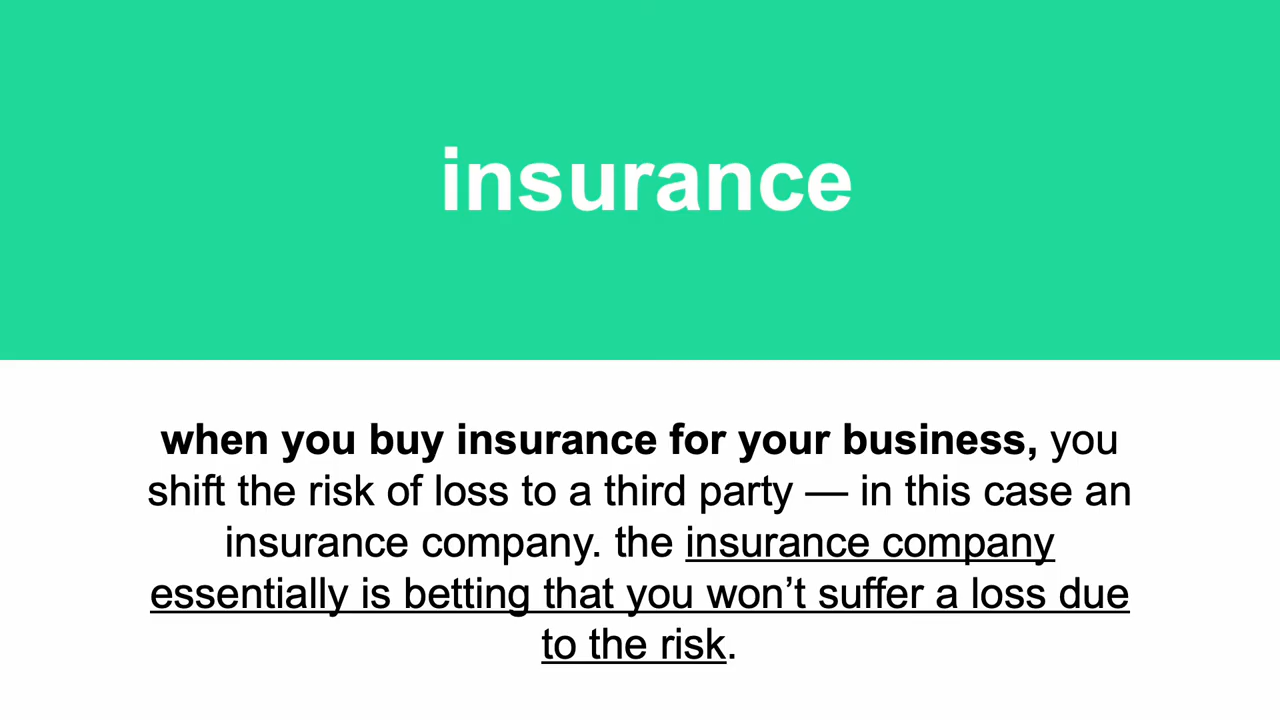 insurance
when you buy insurance for your business, you
shift the risk of loss to a third party — in this case an
insurance company. the insurance company
essentially is betting that you won’t suffer a loss due
to the risk.